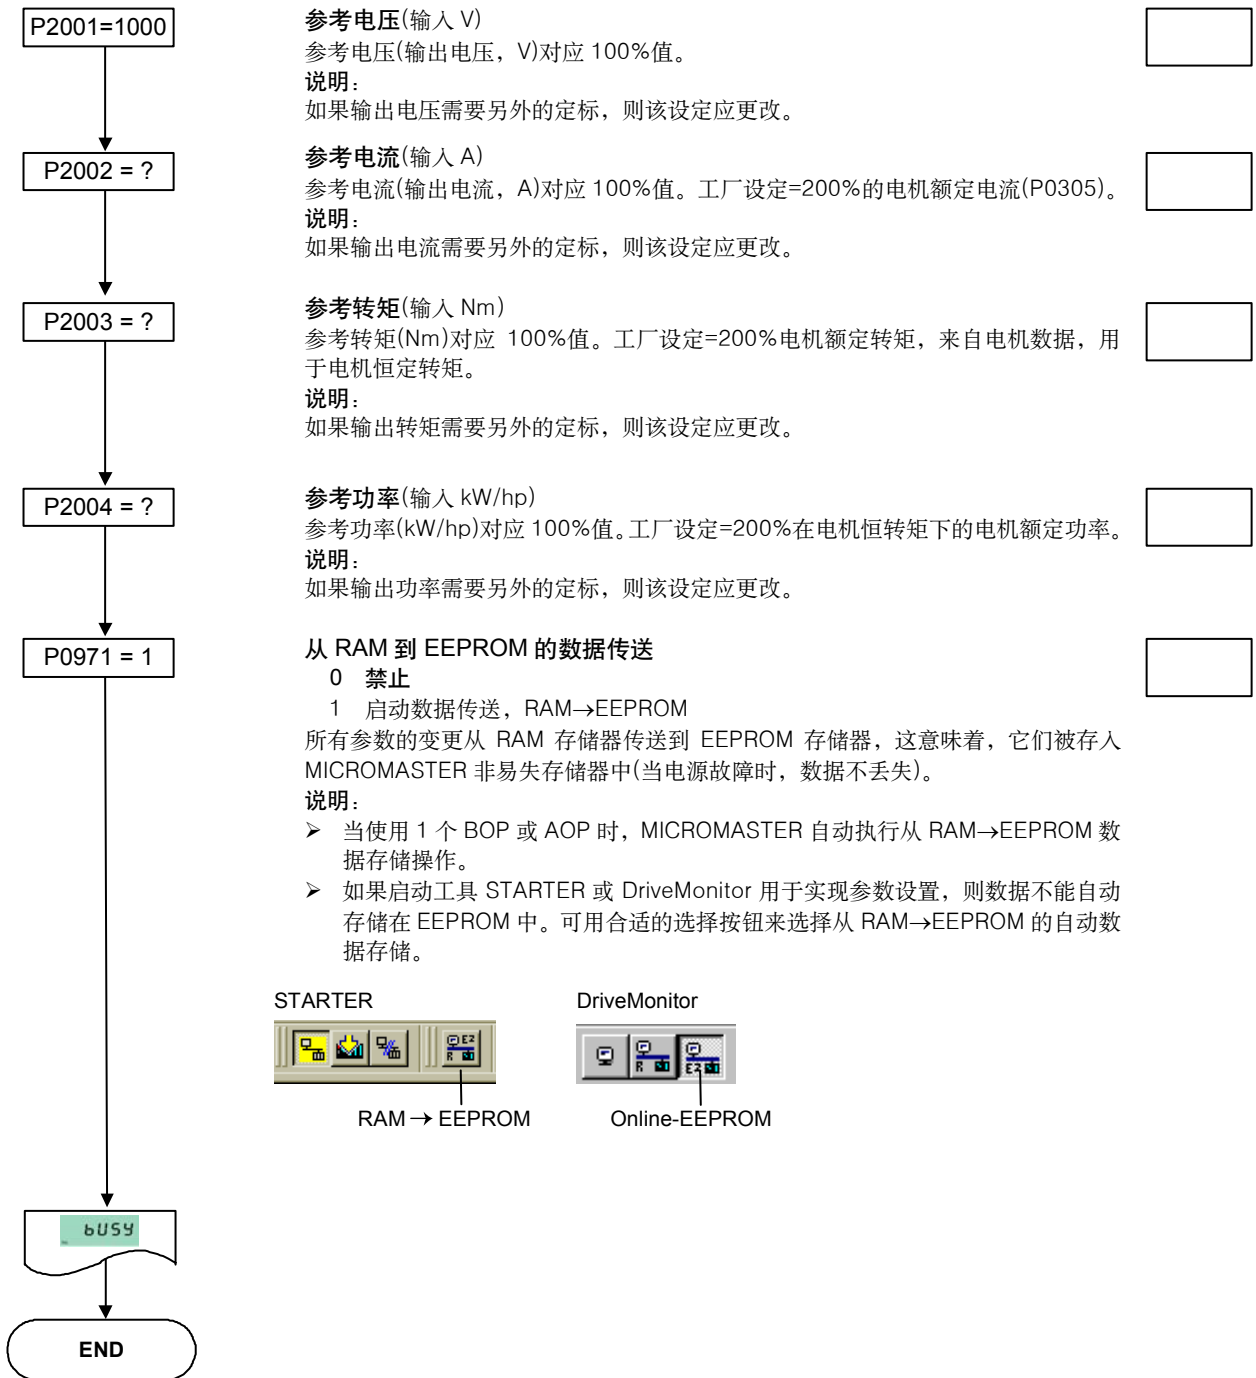 P2001=1000
参考电压(输入 V)
参考电压(输出电压，V)对应 100%值。
说明：
如果输出电压需要另外的定标，则该设定应更改。
P2002 = ?
参考电流(输入 A)
参考电流(输出电流，A)对应 100%值。工厂设定=200%的电机额定电流(P0305)。
说明：
如果输出电流需要另外的定标，则该设定应更改。
P2003 = ?
参考转矩(输入 Nm)
参考转矩(Nm)对应 100%值。工厂设定=200%电机额定转矩，来自电机数据，用
于电机恒定转矩。
说明：
如果输出转矩需要另外的定标，则该设定应更改。
P2004 = ?
参考功率(输入 kW/hp)
参考功率(kW/hp)对应 100%值。工厂设定=200%在电机恒转矩下的电机额定功率。
说明：
如果输出功率需要另外的定标，则该设定应更改。
P0971 = 1
从 RAM 到 EEPROM 的数据传送
0 禁止
1 启动数据传送，RAM→EEPROM
所有参数的变更从 RAM 存储器传送到 EEPROM 存储器，这意味着，它们被存入
MICROMASTER 非易失存储器中(当电源故障时，数据不丢失)。
说明：
➢ 当使用 1 个 BOP 或 AOP 时，MICROMASTER 自动执行从 RAM→EEPROM 数
据存储操作。
➢ 如果启动工具 STARTER 或 DriveMonitor 用于实现参数设置，则数据不能自动
存储在 EEPROM 中。可用合适的选择按钮来选择从 RAM→EEPROM 的自动数
据存储。
STARTER
DriveMonitor
E2
R
R
E2
RAM → EEPROM
Online-EEPROM
bUSY
END